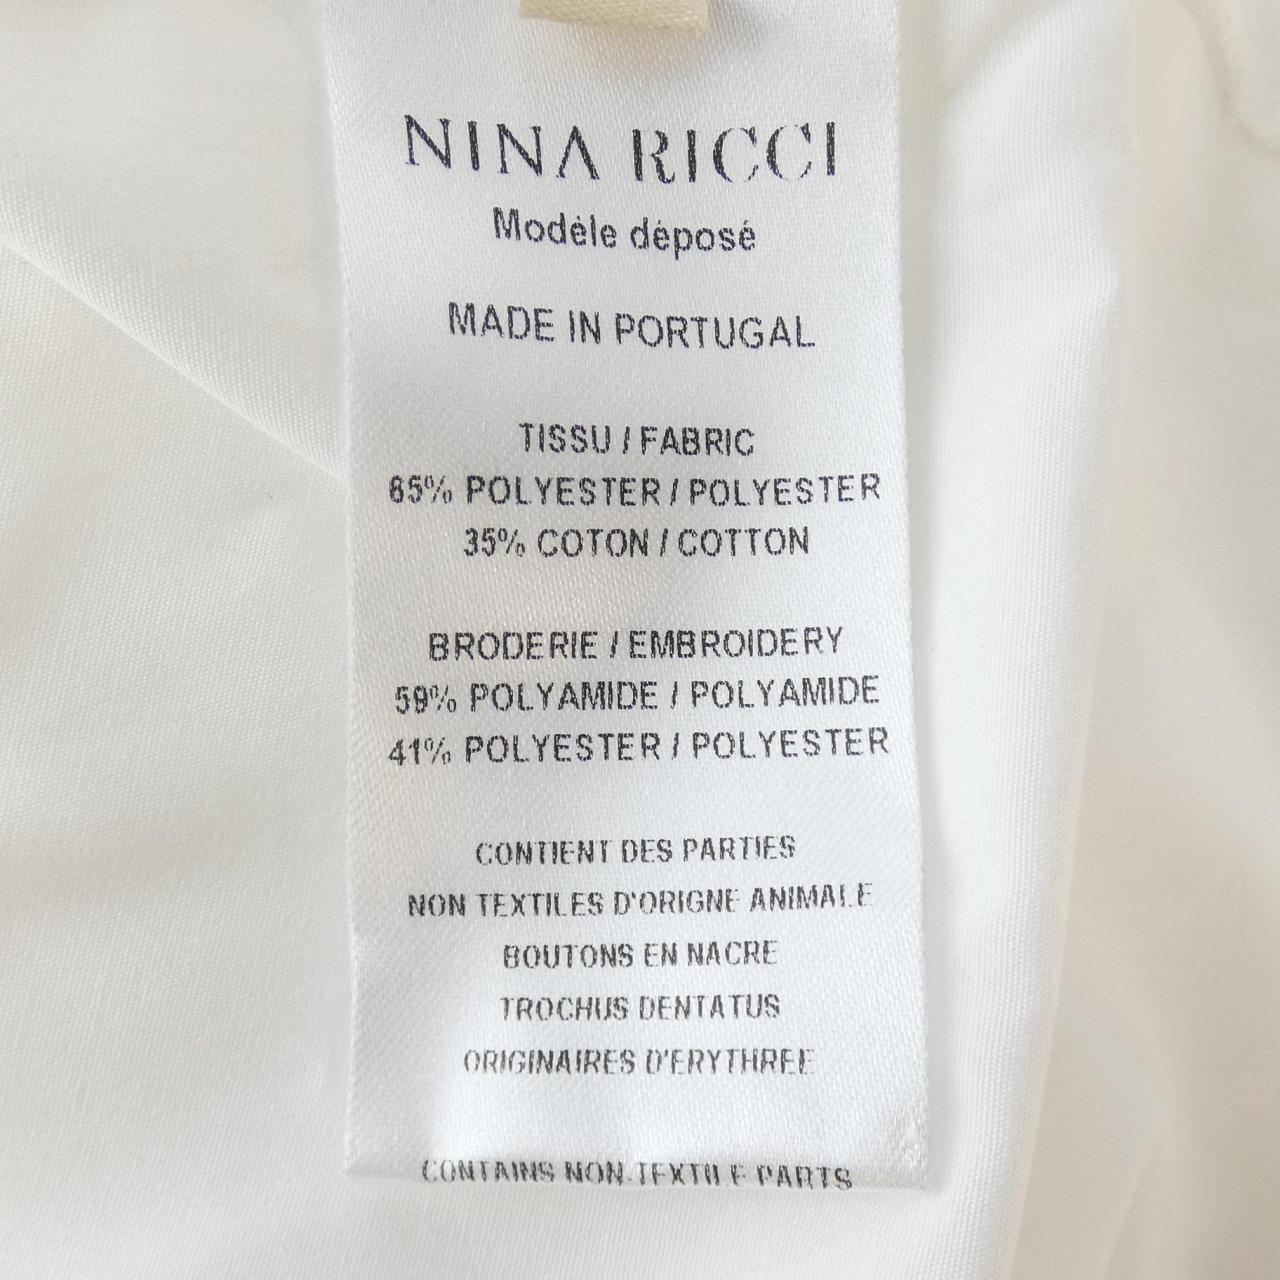 NINA RICCI
Modèle déposé
MADE IN PORTUGAL
TISSU / FABRIC
65% POLYESTER / POLYESTER
35% COTON / COTTON
BRODERIE / EMBROIDERY
59% POLYAMIDE / POLYAMIDE
41% POLYESTER / POLYESTER
CONTIENT DES PARTIES
NON TEXTILES D'ORIGNE ANIMALE
BOUTONS EN NACRE
TROCHUS DENTATUS
ORIGINAIRES D'ERYTHREE
CONTAINS NON-TEXTILE PARTS